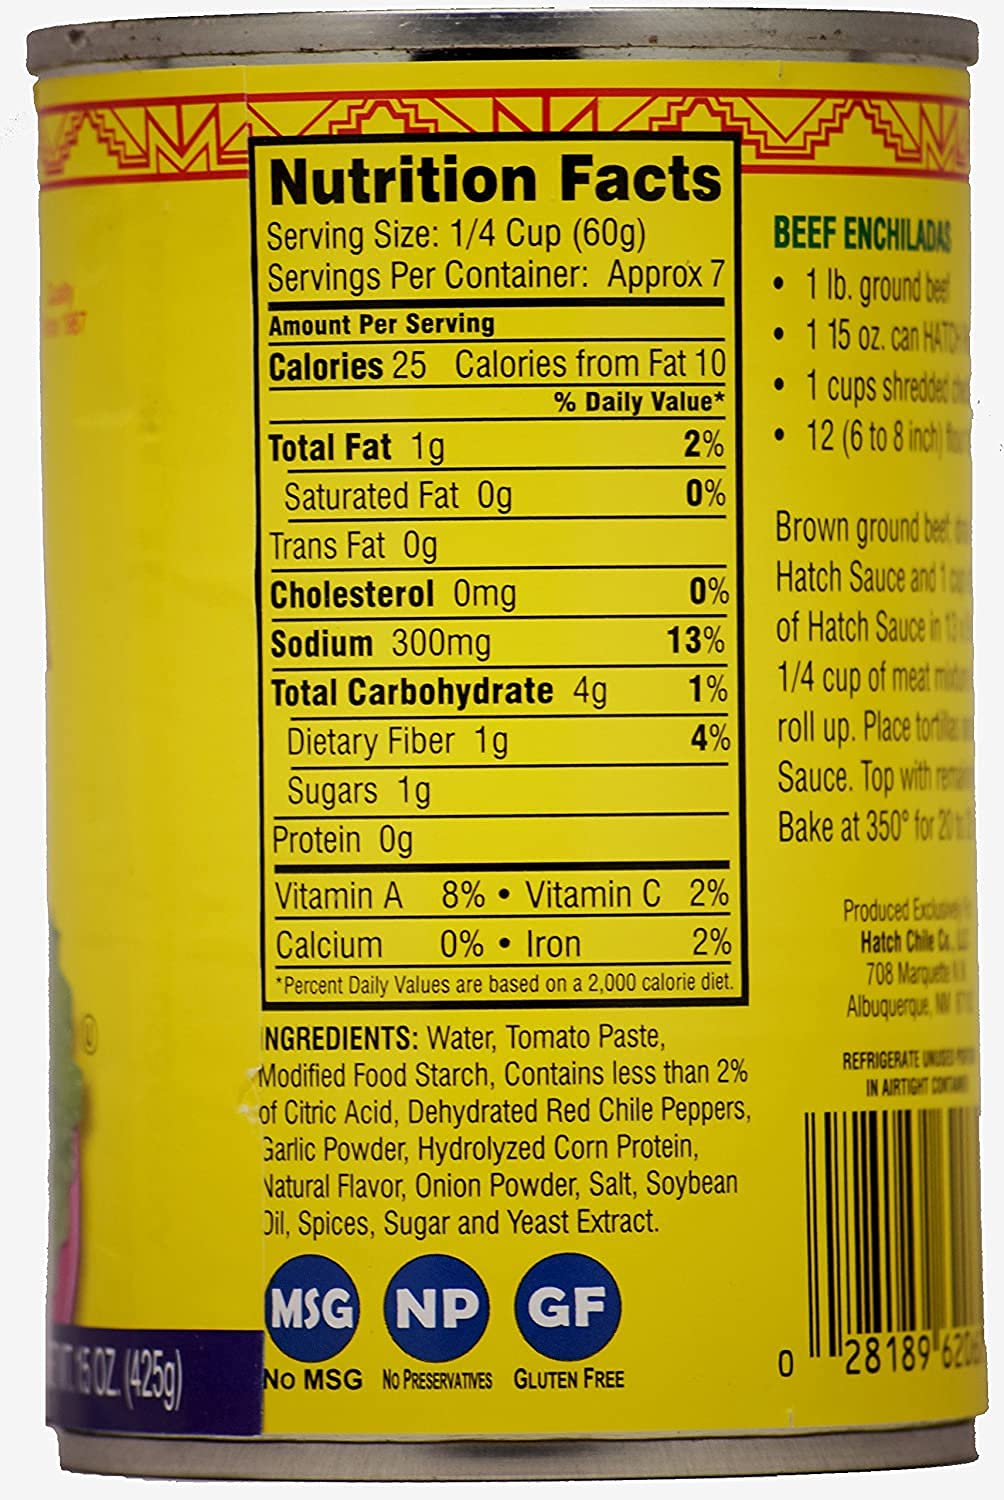 Nutrition Facts
Serving Size: 1/4 Cup (60g)
Servings Per Container: Approx 7
Amount Per Serving
Calories 25 Calories from Fat 10
% Daily Value*
Total Fat 1g 2%
Saturated Fat 0g 0%
Trans Fat 0g
Cholesterol 0mg 0%
Sodium 300mg 13%
Total Carbohydrate 4g 1%
Dietary Fiber 1g 4%
Sugars 1g
Protein 0g
Vitamin A 8% • Vitamin C 2%
Calcium 0% • Iron 2%
*Percent Daily Values are based on a 2,000 calorie diet.
INGREDIENTS: Water, Tomato Paste,
Modified Food Starch, Contains less than 2%
of Citric Acid, Dehydrated Red Chile Peppers,
Garlic Powder, Hydrolyzed Corn Protein,
Natural Flavor, Onion Powder, Salt, Soybean
Oil, Spices, Sugar and Yeast Extract.
MSG NP GF
NO MSG NO PRESERVATIVES GLUTEN FREE
BEEF ENCHILADAS
• 1 lb. ground beef
• 1 15 oz. can HATCH
• 1 cups shredded
• 12 (6 to 8 inch)
Brown ground beef,
Hatch Sauce and 1
of Hatch Sauce in
1/4 cup of meat
roll up. Place tortillas
Sauce. Top with
Bake at 350° for 20
Produced Exclusively
Hatch Chile Co.,
708 Marquette
Albuquerque, NM
REFRIGERATE UNUSED
IN AIRTIGHT
0 28189
15 OZ. (425g)
U
1967